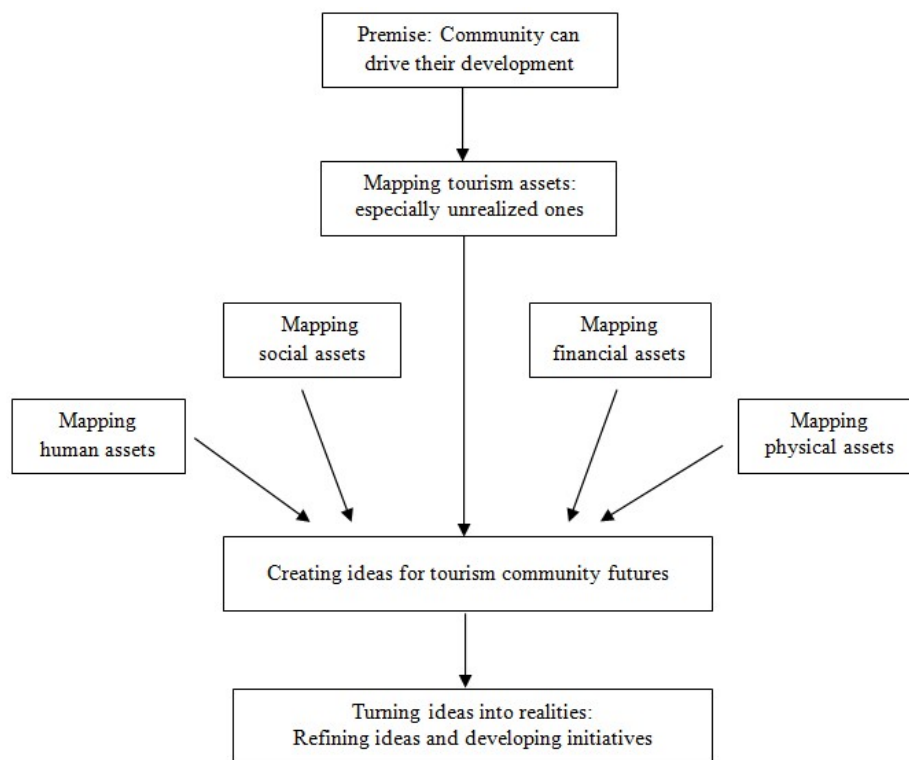 Premise: Community can
drive their development
Mapping tourism assets:
especially unrealized ones
Mapping
social assets
Mapping
financial assets
Mapping
human assets
Mapping
physical assets
Creating ideas for tourism community futures
Turning ideas into realities:
Refining ideas and developing initiatives